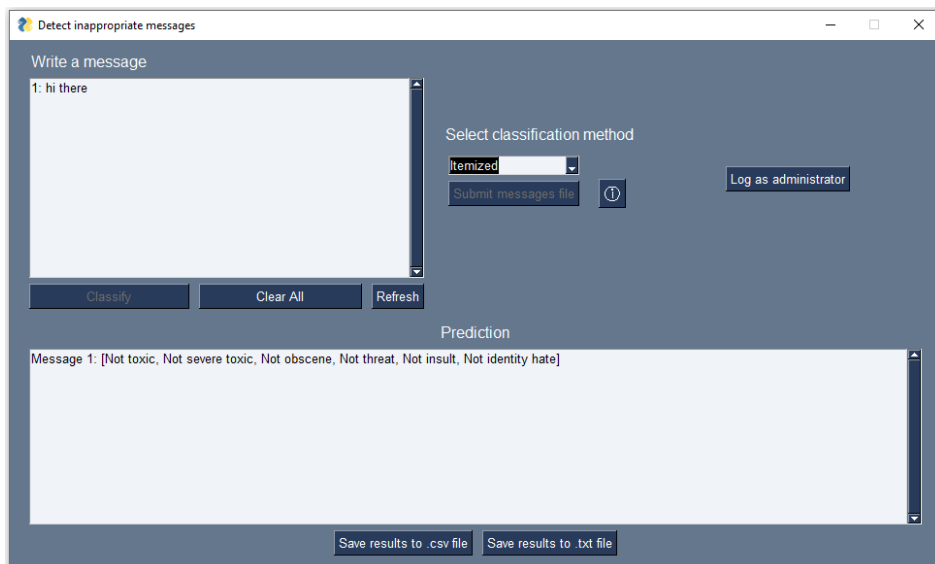 Detect inappropriate messages
Write a message
1: hi there
Select classification method
Itemized
Submit messages file
Log as administrator
Classify
Clear All
Refresh
Prediction
Message 1: [Not toxic, Not severe toxic, Not obscene, Not threat, Not insult, Not identity hate]
Save results to .csv file
Save results to .txt file